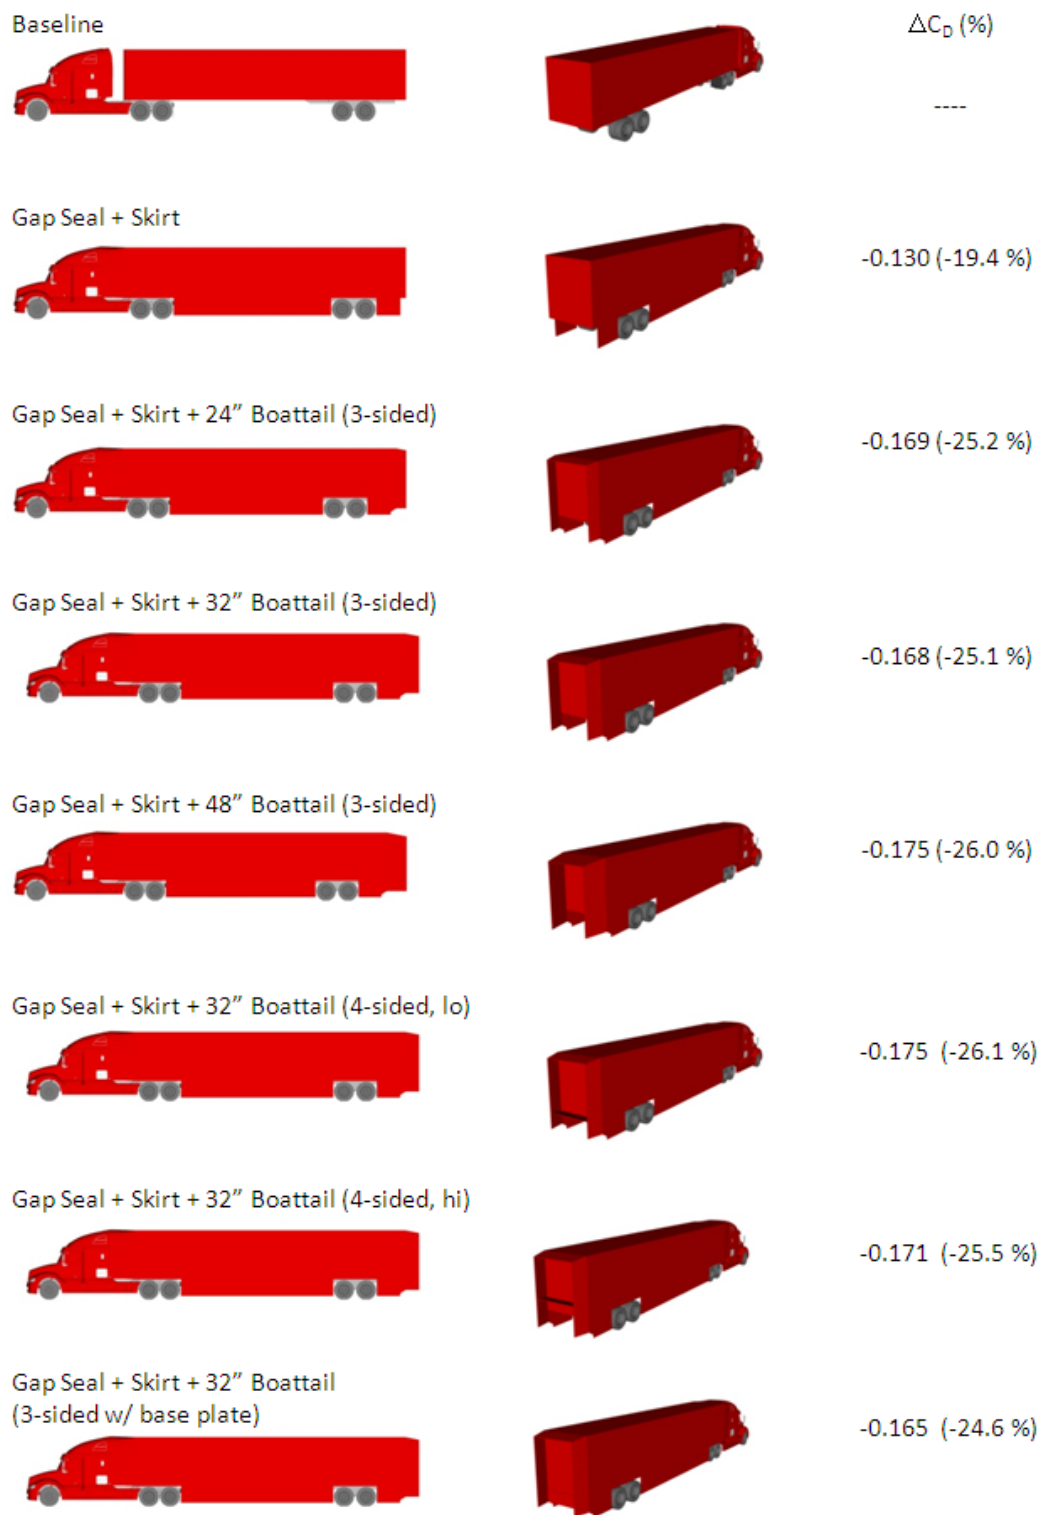 Baseline
ΔC_D (%)
----
Gap Seal + Skirt
-0.130 (-19.4 %)
Gap Seal + Skirt + 24” Boattail (3-sided)
-0.169 (-25.2 %)
Gap Seal + Skirt + 32” Boattail (3-sided)
-0.168 (-25.1 %)
Gap Seal + Skirt + 48” Boattail (3-sided)
-0.175 (-26.0 %)
Gap Seal + Skirt + 32” Boattail (4-sided, lo)
-0.175 (-26.1 %)
Gap Seal + Skirt + 32” Boattail (4-sided, hi)
-0.171 (-25.5 %)
Gap Seal + Skirt + 32” Boattail
(3-sided w/ base plate)
-0.165 (-24.6 %)